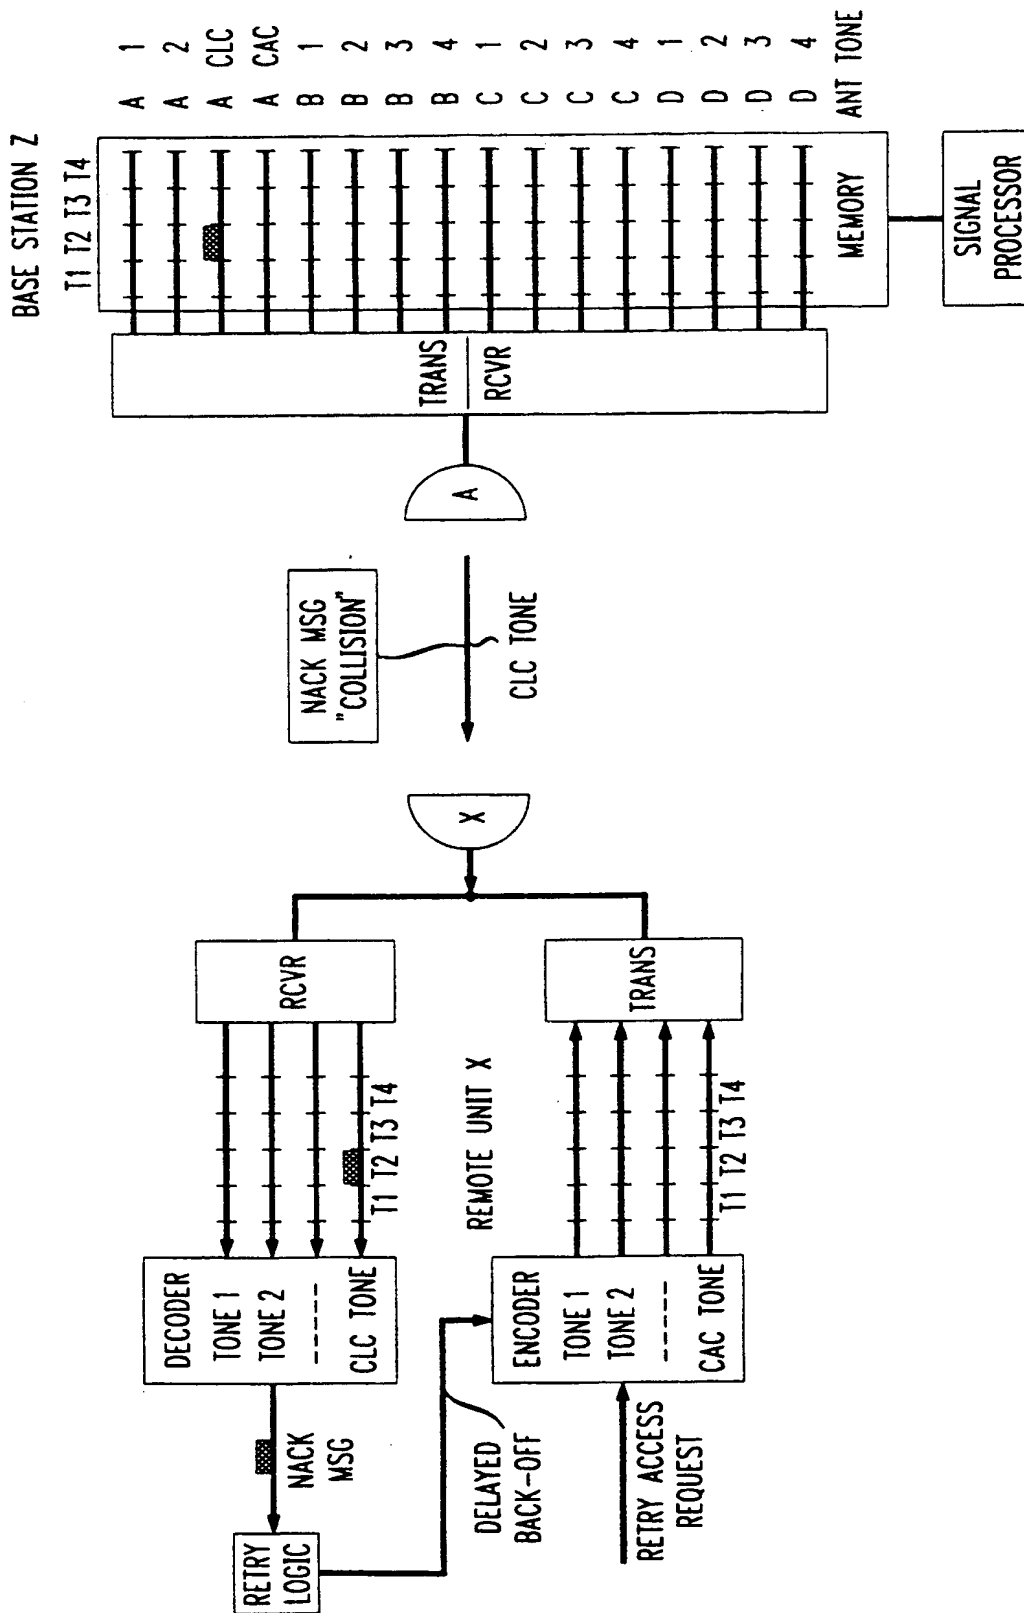 BASE STATION Z
T1 T2 T3 T4
A 1
A 2
A CLC
A CAC
B 1
B 2
B 3
B 4
C 1
C 2
C 3
C 4
D 1
D 2
D 3
D 4
ANT TONE
MEMORY
SIGNAL
PROCESSOR
TRANS
RCVR
A
NACK MSG
"COLLISION"
CLC TONE
X
RCVR
TRANS
REMOTE UNIT X
T1 T2 T3 T4
T1 T2 T3 T4
DECODER
TONE 1
TONE 2
------
CLC TONE
ENCODER
TONE 1
TONE 2
------
CAC TONE
NACK
MSG
RETRY
LOGIC
DELAYED
BACK-OFF
RETRY ACCESS
REQUEST